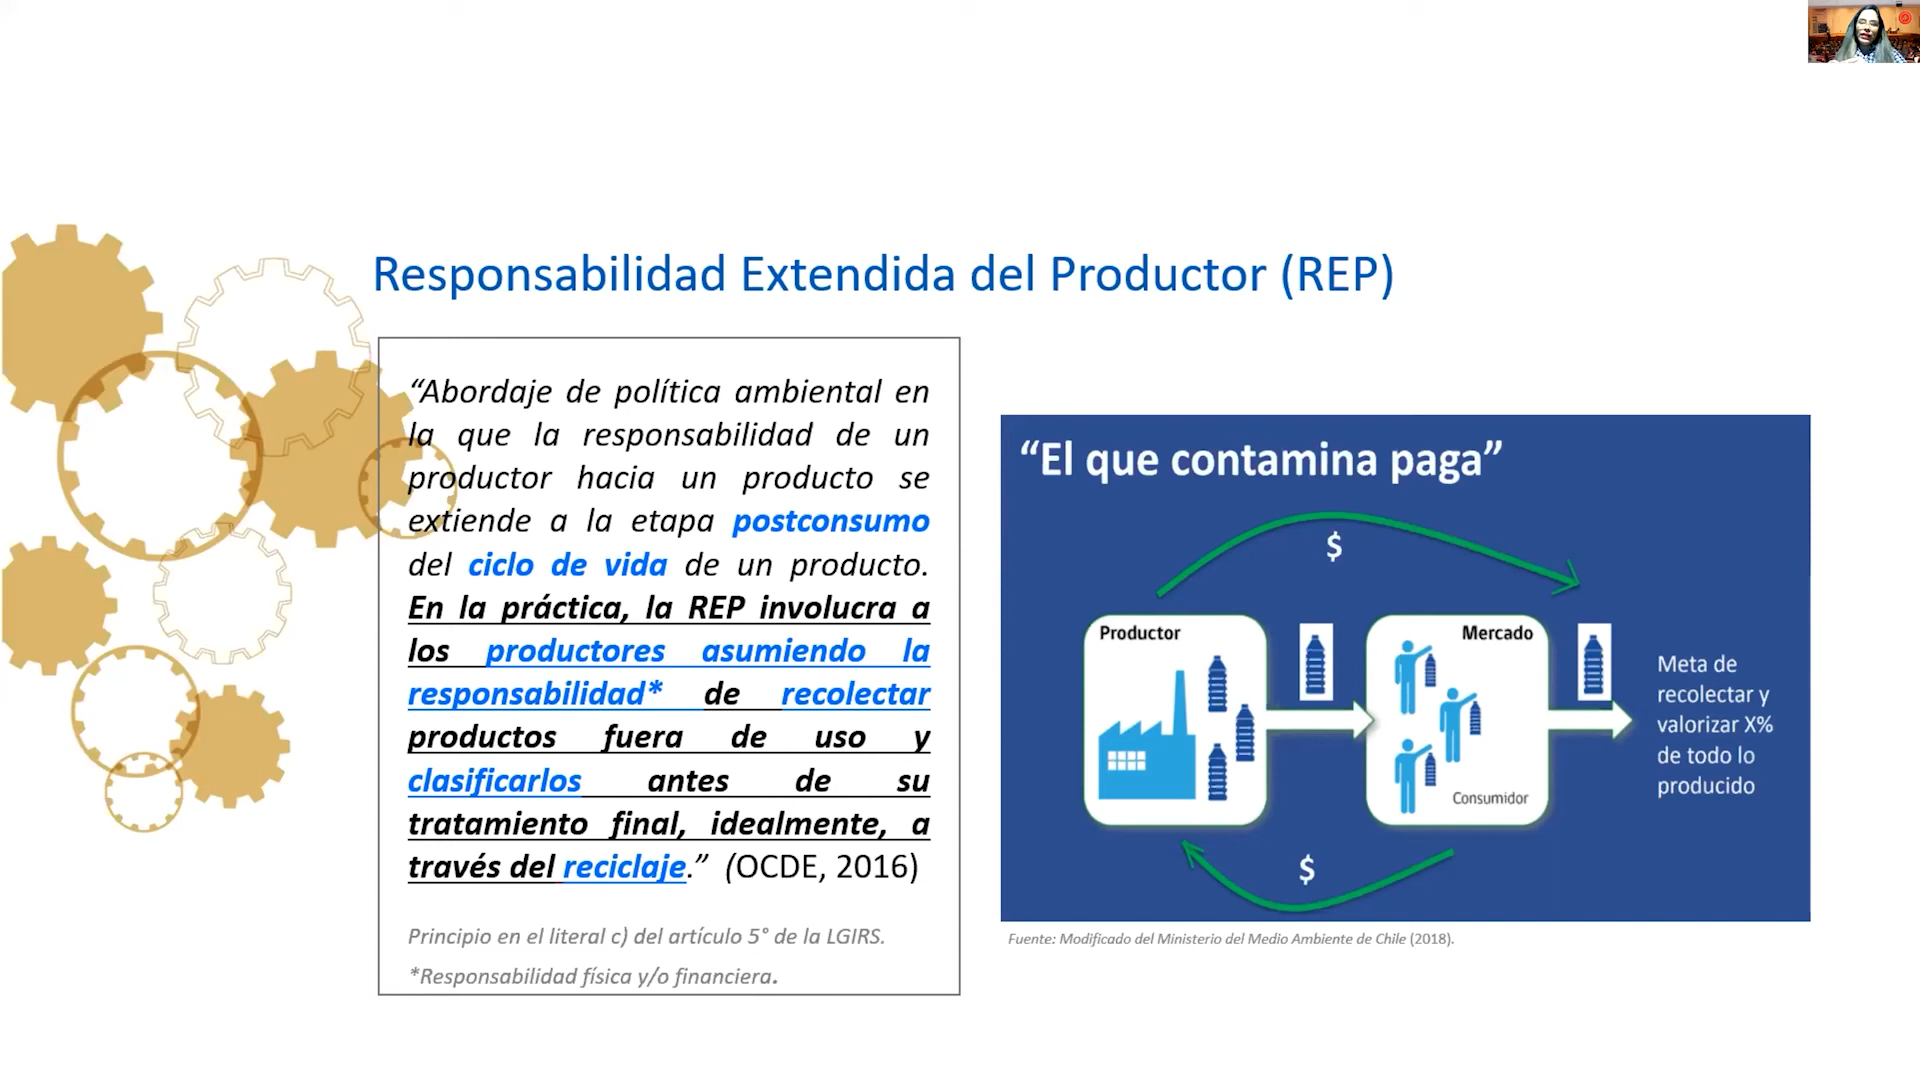 Responsabilidad Extendida del Productor (REP)
“Abordaje de política ambiental en
la que la responsabilidad de un
productor hacia un producto se
extiende a la etapa postconsumo
del ciclo de vida de un producto.
En la práctica, la REP involucra a
los productores asumiendo la
responsabilidad* de recolectar
productos fuera de uso y
clasificarlos antes de su
tratamiento final, idealmente, a
través del reciclaje.” (OCDE, 2016)
Principio en el literal c) del artículo 5° de la LGIRS.
*Responsabilidad física y/o financiera.
“El que contamina paga”
$
Productor
Mercado
Consumidor
Meta de
recolectar y
valorizar X%
de todo lo
producido
$
Fuente: Modificado del Ministerio del Medio Ambiente de Chile (2018).